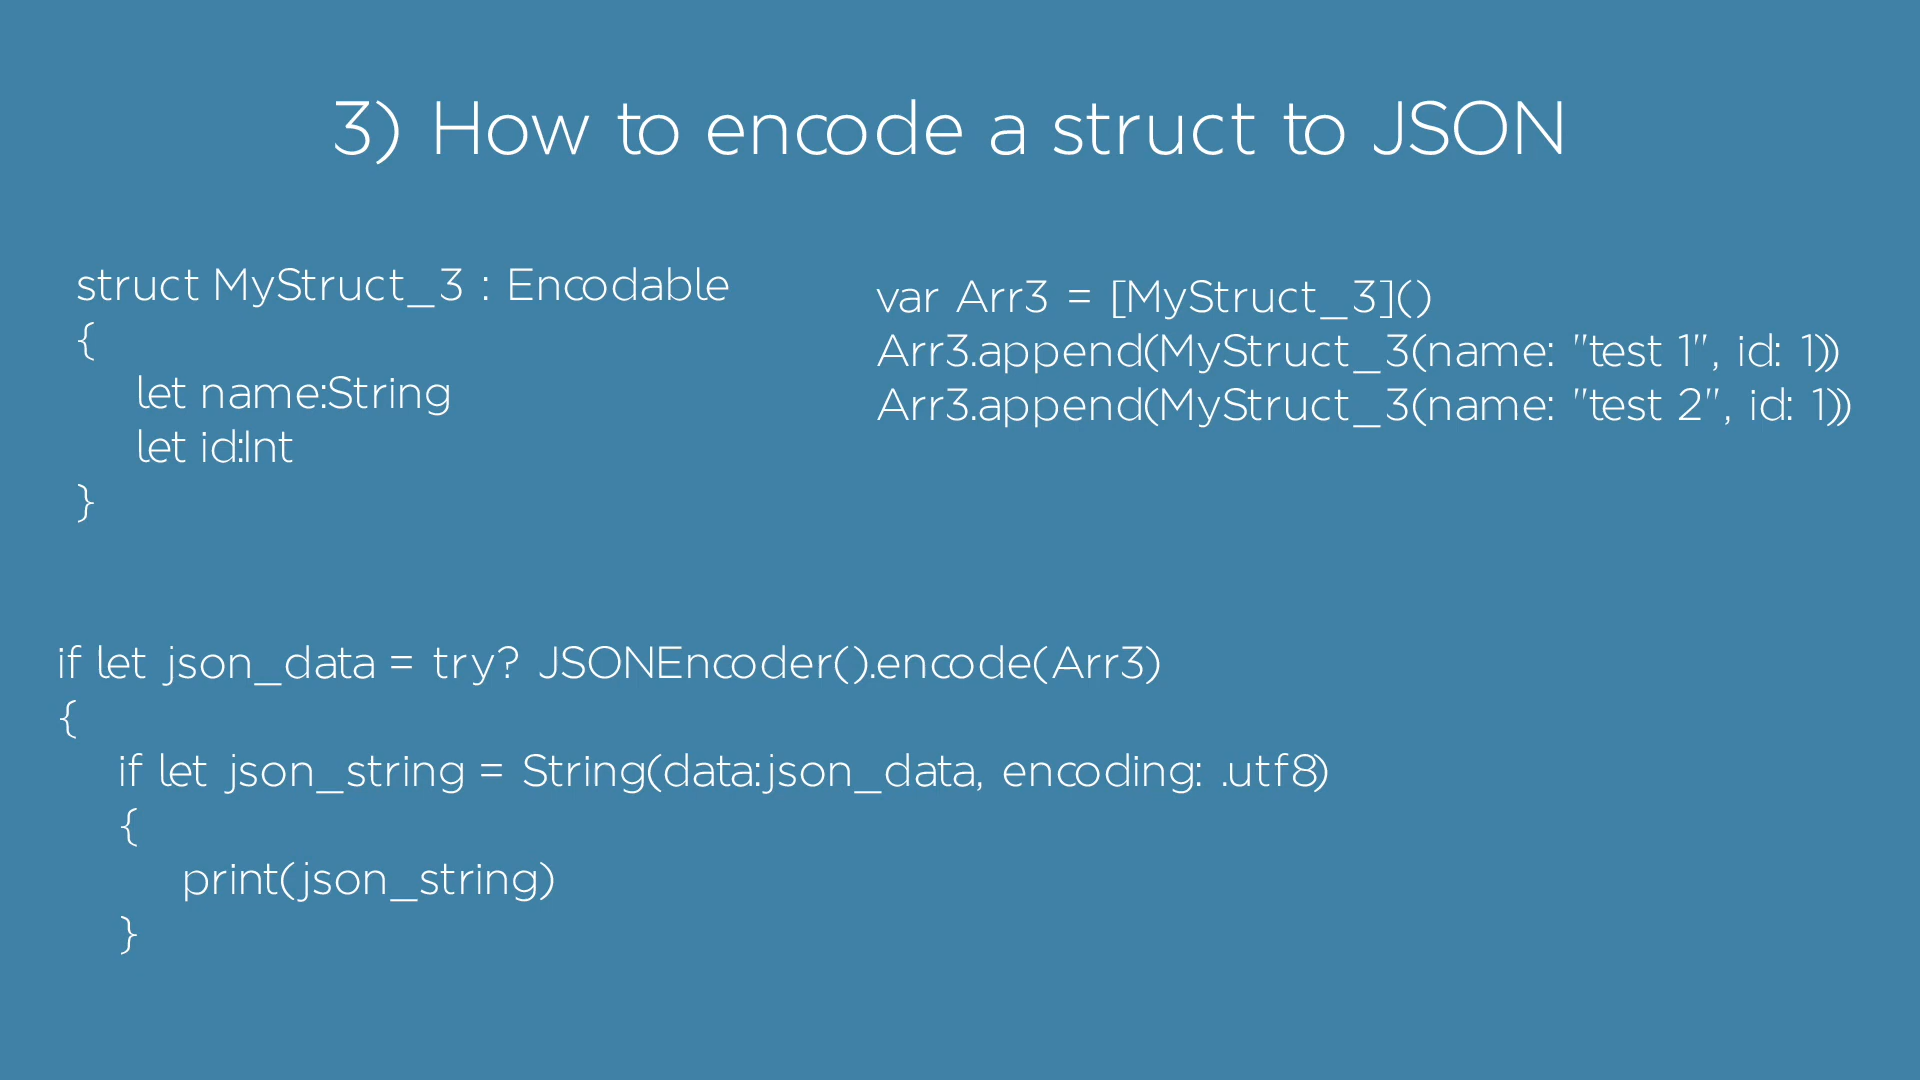 3) How to encode a struct to JSON
struct MyStruct_3 : Encodable
{
let name:String
let id:Int
}
var Arr3 = [MyStruct_3]()
Arr3.append(MyStruct_3(name: "test 1", id: 1))
Arr3.append(MyStruct_3(name: "test 2", id: 1))
if let json_data = try? JSONEncoder().encode(Arr3)
{
if let json_string = String(data:json_data, encoding: .utf8)
{
print(json_string)
}